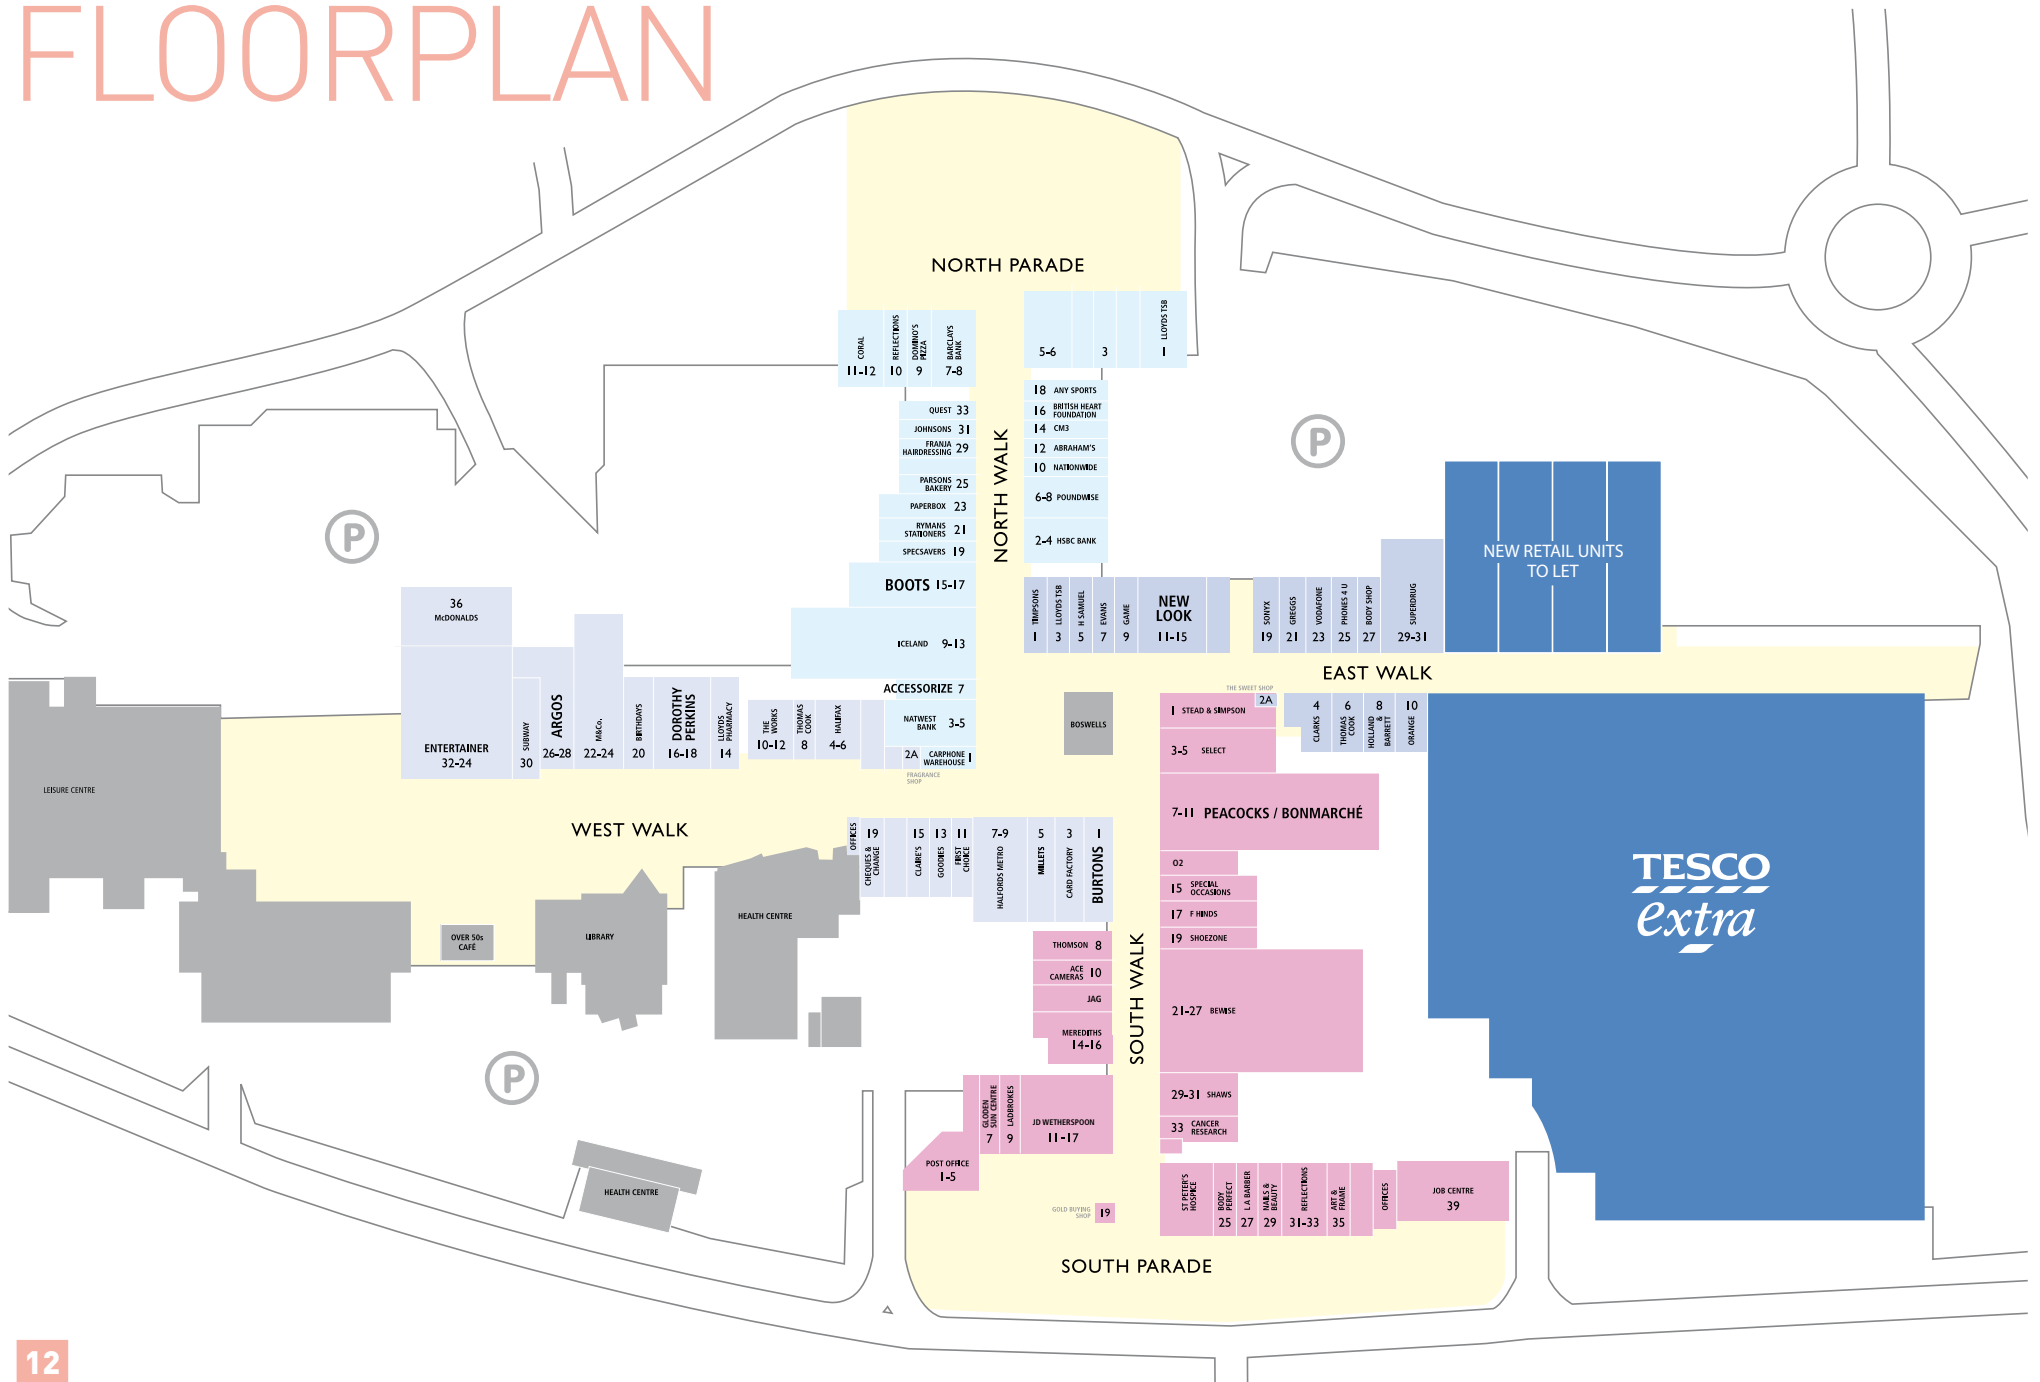 FLOORPLAN
NORTH PARADE
CORAL
11-12
REFLECTIONS
10
DOMINO'S
PIZZA
9
BARCLAYS
BANK
7-8
5-6
3
LLOYDS TSB
1
QUEST 33
JOHNSONS 31
FRANJA
HAIRDRESSING 29
PARSONS
BAKERY 25
PAPERBOX 23
RYMANS
STATIONERS 21
SPECSAVERS 19
BOOTS 15-17
ICELAND 9-13
ACCESSORIZE 7
NATWEST
BANK 3-5
2A
CARPHONE
WAREHOUSE 1
FRAGRANCE
SHOP
NORTH WALK
18 ANY SPORTS
16 BRITISH HEART
FOUNDATION
14 CM3
12 ABRAHAM'S
10 NATIONWIDE
6-8 POUNDWISE
2-4 HSBC BANK
P
P
TIMPSONS
1
LLOYDS TSB
3
H SAMUEL
5
EVANS
7
GAME
9
NEW
LOOK
11-15
SONYX
19
GREGGS
21
VODAFONE
23
PHONES 4 U
25
BODY SHOP
27
SUPERDRUG
29-31
NEW RETAIL UNITS
TO LET
EAST WALK
36
McDONALDS
ENTERTAINER
32-24
SUBWAY
30
ARGOS
26-28
M&Co.
22-24
BIRTHDAYS
20
DOROTHY
PERKINS
16-18
LLOYDS
PHARMACY
14
THE
WORKS
10-12
THOMAS
COOK
8
HALIFAX
4-6
BOSWELLS
THE SWEET SHOP
2A
1 STEAD & SIMPSON
3-5 SELECT
4
CLARKS
6
THOMAS
COOK
8
HOLLAND
&
BARRETT
10
ORANGE
7-11 PEACOCKS / BONMARCHÉ
O2
15 SPECIAL
OCCASIONS
17 F HINDS
19 SHOEZONE
21-27 BEWISE
29-31 SHAWS
33 CANCER
RESEARCH
TESCO
extra
LEISURE CENTRE
WEST WALK
OFFICES
19
CHEQUES &
CHANGE
15
CLAIRE'S
13
GOODIES
11
FIRST
CHOICE
7-9
HALFORDS METRO
5
MILLETS
3
CARD FACTORY
1
BURTONS
OVER 50s
CAFÉ
LIBRARY
HEALTH CENTRE
THOMSON 8
ACE
CAMERAS 10
JAG
MEREDITHS
14-16
SOUTH WALK
P
GLODEN
SUN CENTRE
7
LADBROKES
9
JD WETHERSPOON
11-17
POST OFFICE
1-5
GOLD BUYING
SHOP
19
HEALTH CENTRE
ST PETER'S
HOSPICE
BODY
PERFECT
25
L A BARBER
27
NAILS &
BEAUTY
29
REFLECTIONS
31-33
ART &
FRAME
35
OFFICES
JOB CENTRE
39
SOUTH PARADE
12